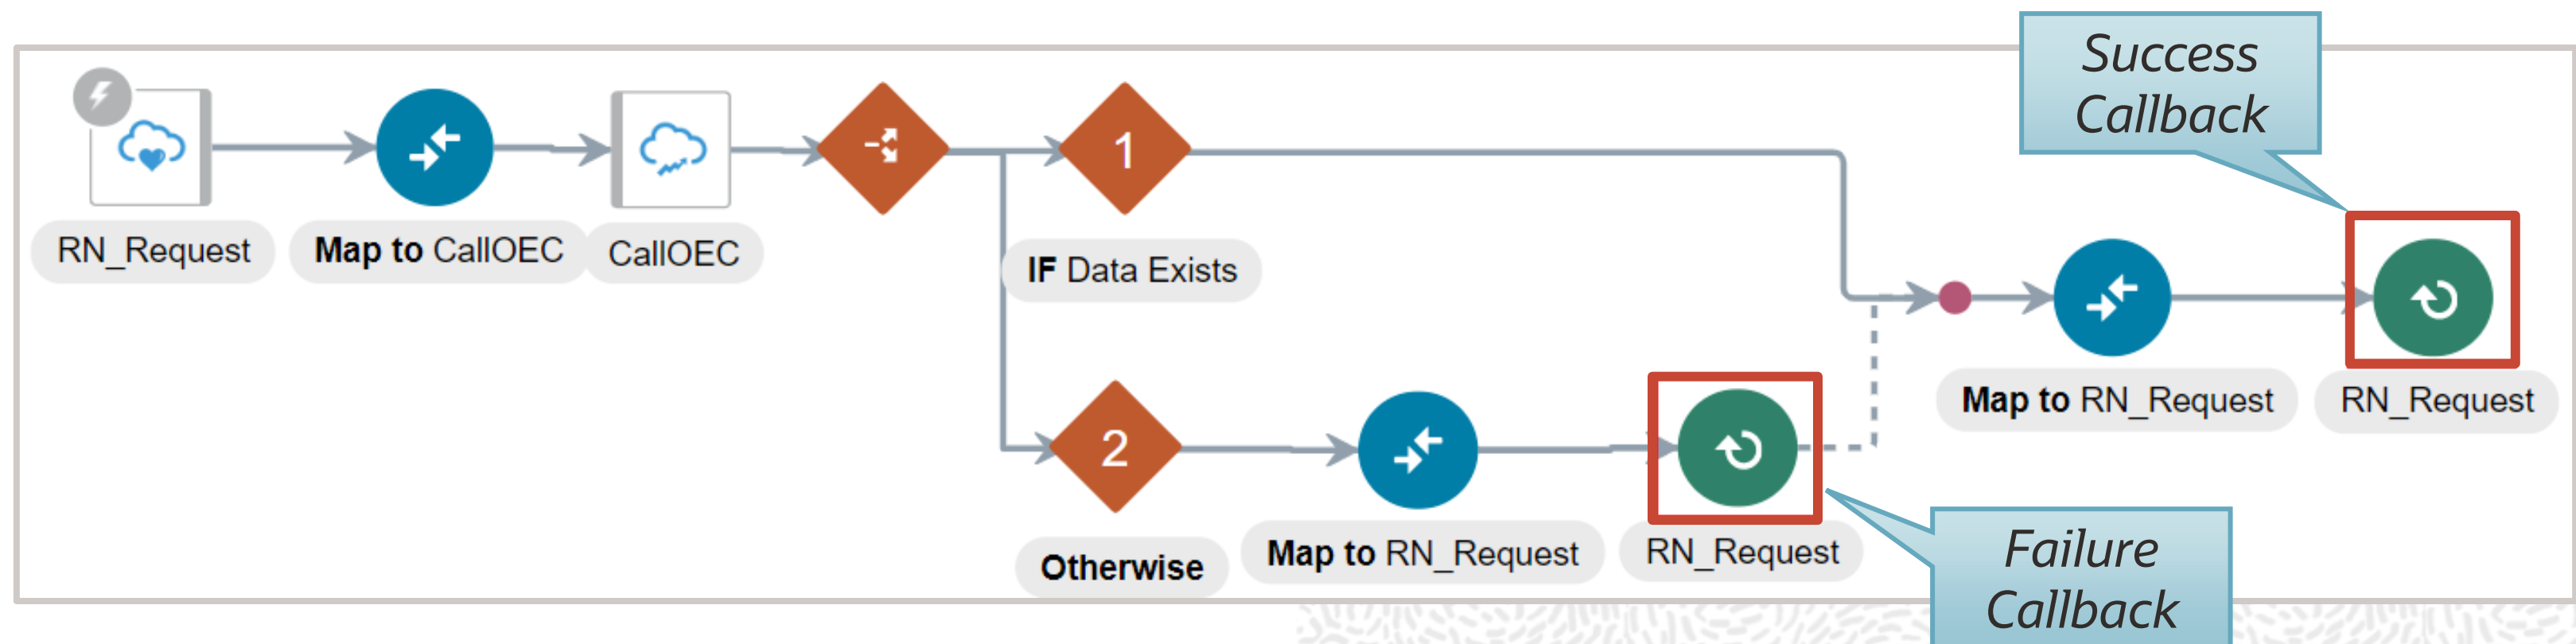 Success
Callback
1
RN_Request
Map to CallOEC
CallOEC
IF Data Exists
Map to RN_Request
RN_Request
2
Otherwise
Map to RN_Request
RN_Request
Failure
Callback